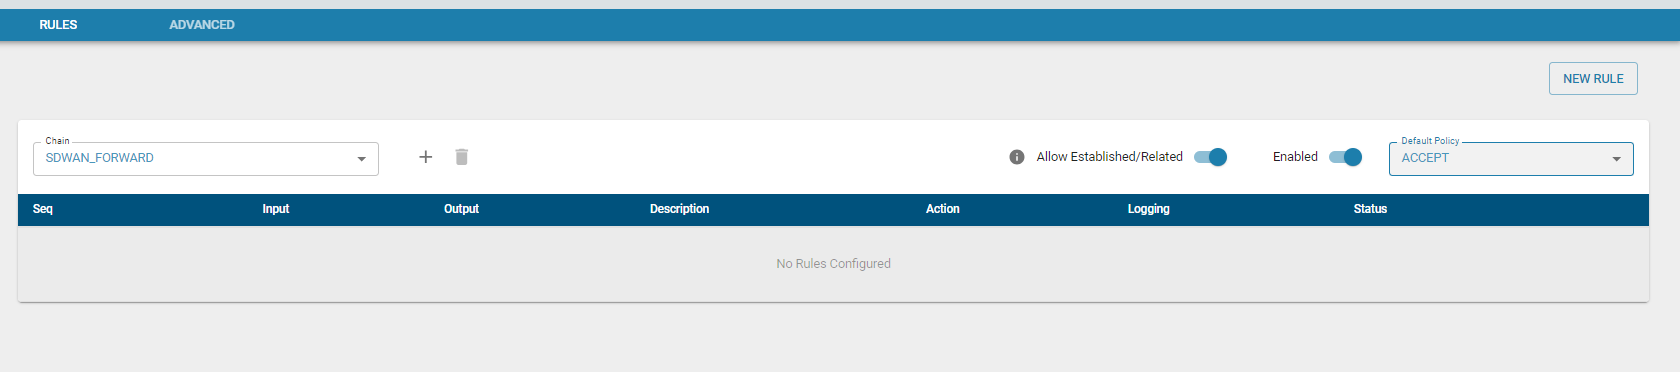 RULES ADVANCED
NEW RULE
Chain
SDWAN_FORWARD
Allow Established/Related
Enabled
Default Policy
ACCEPT
Seq Input Output Description Action Logging Status
No Rules Configured